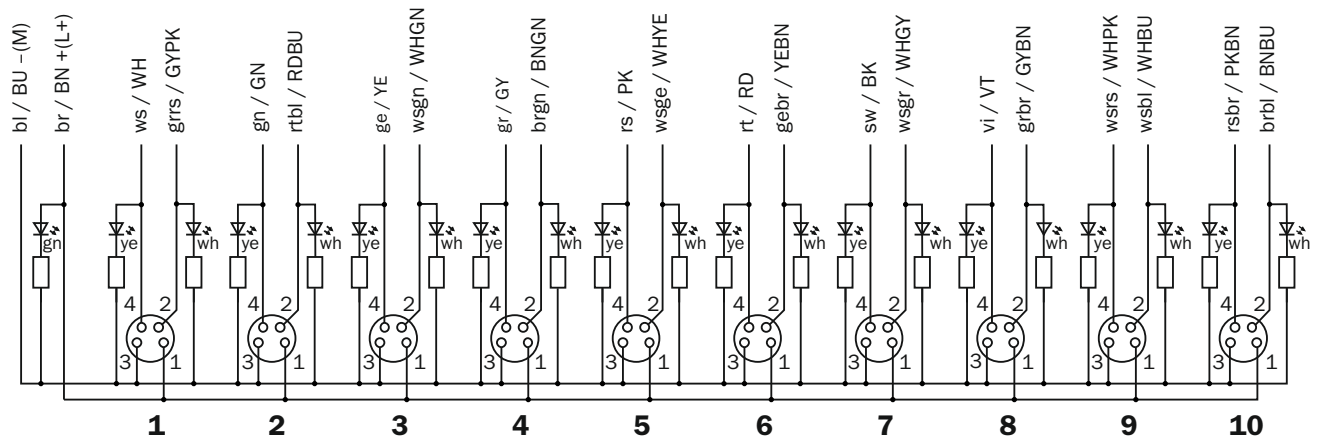 bl / BU –(M)
br / BN +(L+)
ws / WH
grrs / GYPK
gn / GN
rtbl / RDBU
ge / YE
wsgn / WHGN
gr / GY
brgn / BNGN
rs / PK
wsge / WHYE
rt / RD
gebr / YEBN
sw / BK
wsgr / WHGY
vi / VT
grbr / GYBN
wsrs / WHPK
wsbl / WHBU
rsbr / PKBN
brbl / BNBU
gn ye wh ye wh ye wh ye wh ye wh ye wh ye wh ye wh ye wh ye wh
4 2 4 2 4 2 4 2 4 2 4 2 4 2 4 2 4 2 4 2
3 1 3 1 3 1 3 1 3 1 3 1 3 1 3 1 3 1 3 1
1 2 3 4 5 6 7 8 9 10